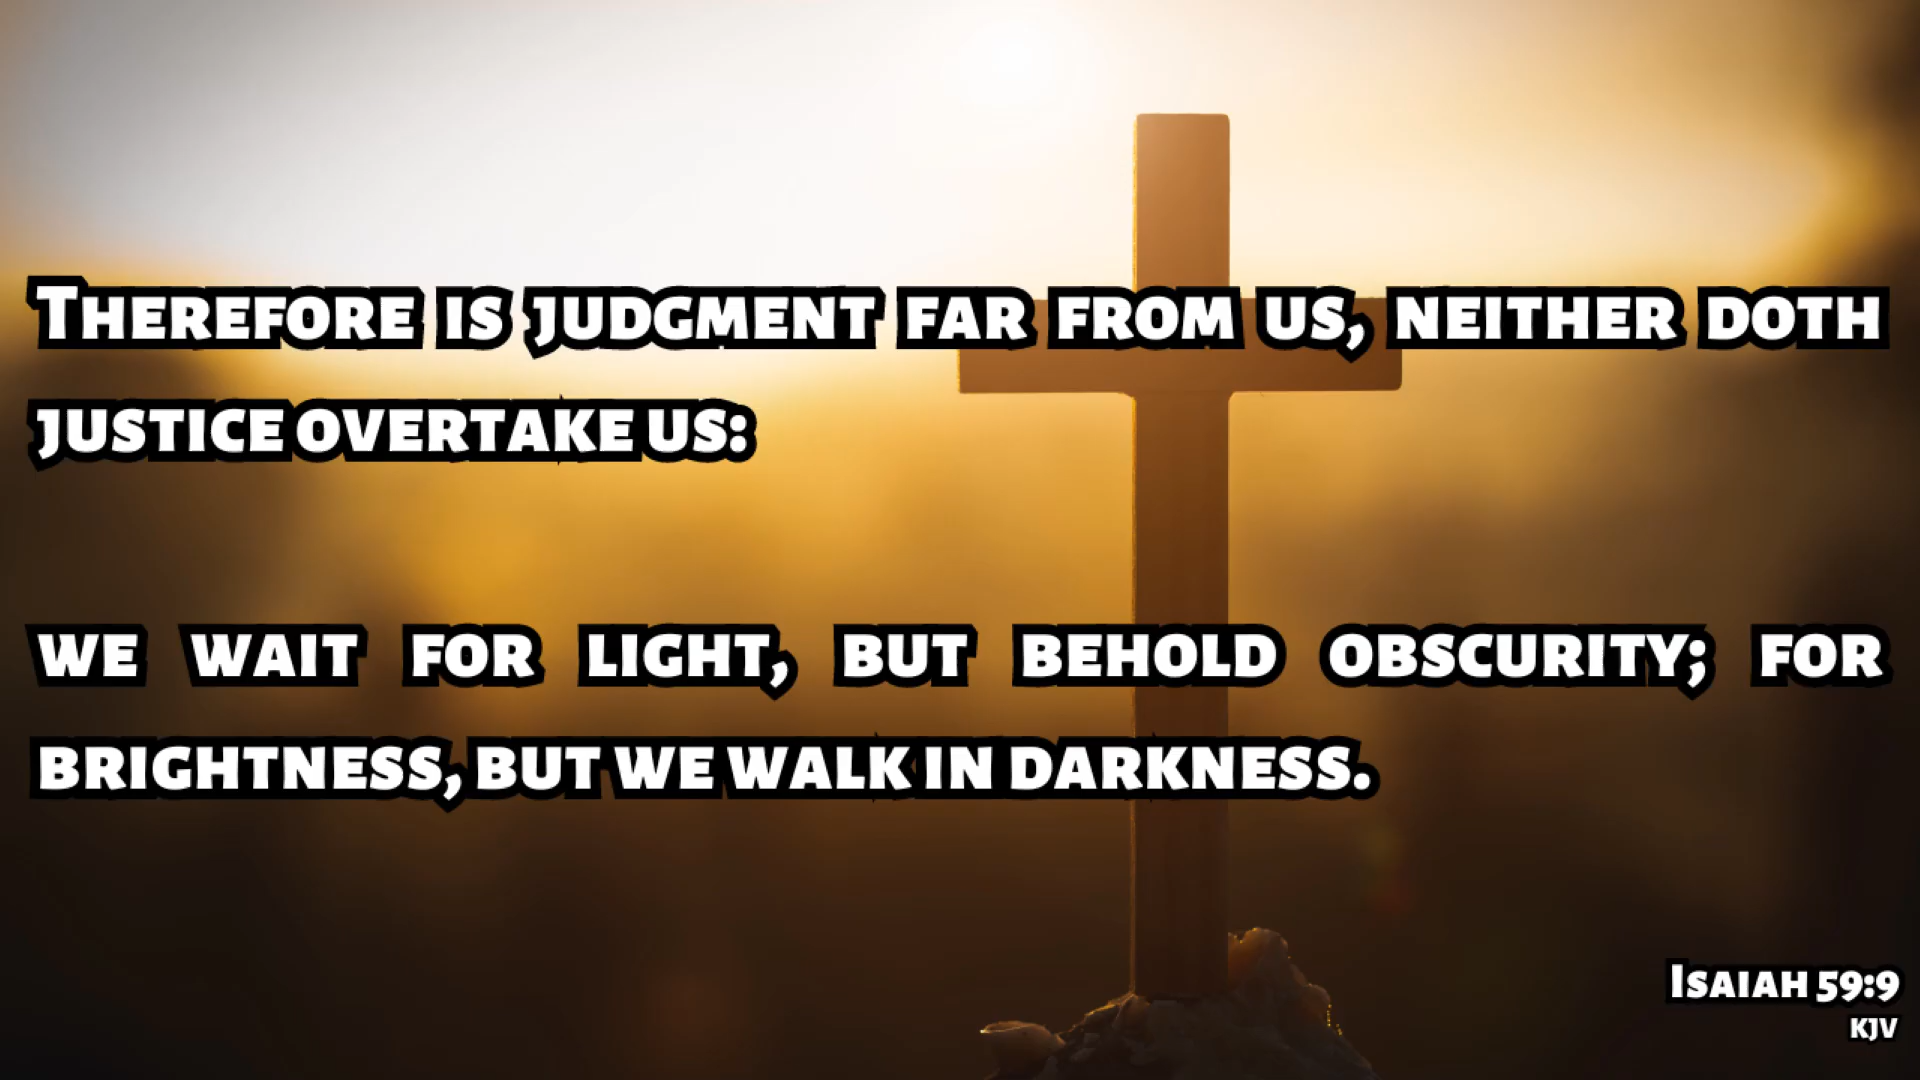 Therefore is judgment far from us, neither doth
justice overtake us:
we wait for light, but behold obscurity; for
brightness, but we walk in darkness.
Isaiah 59:9
KJV